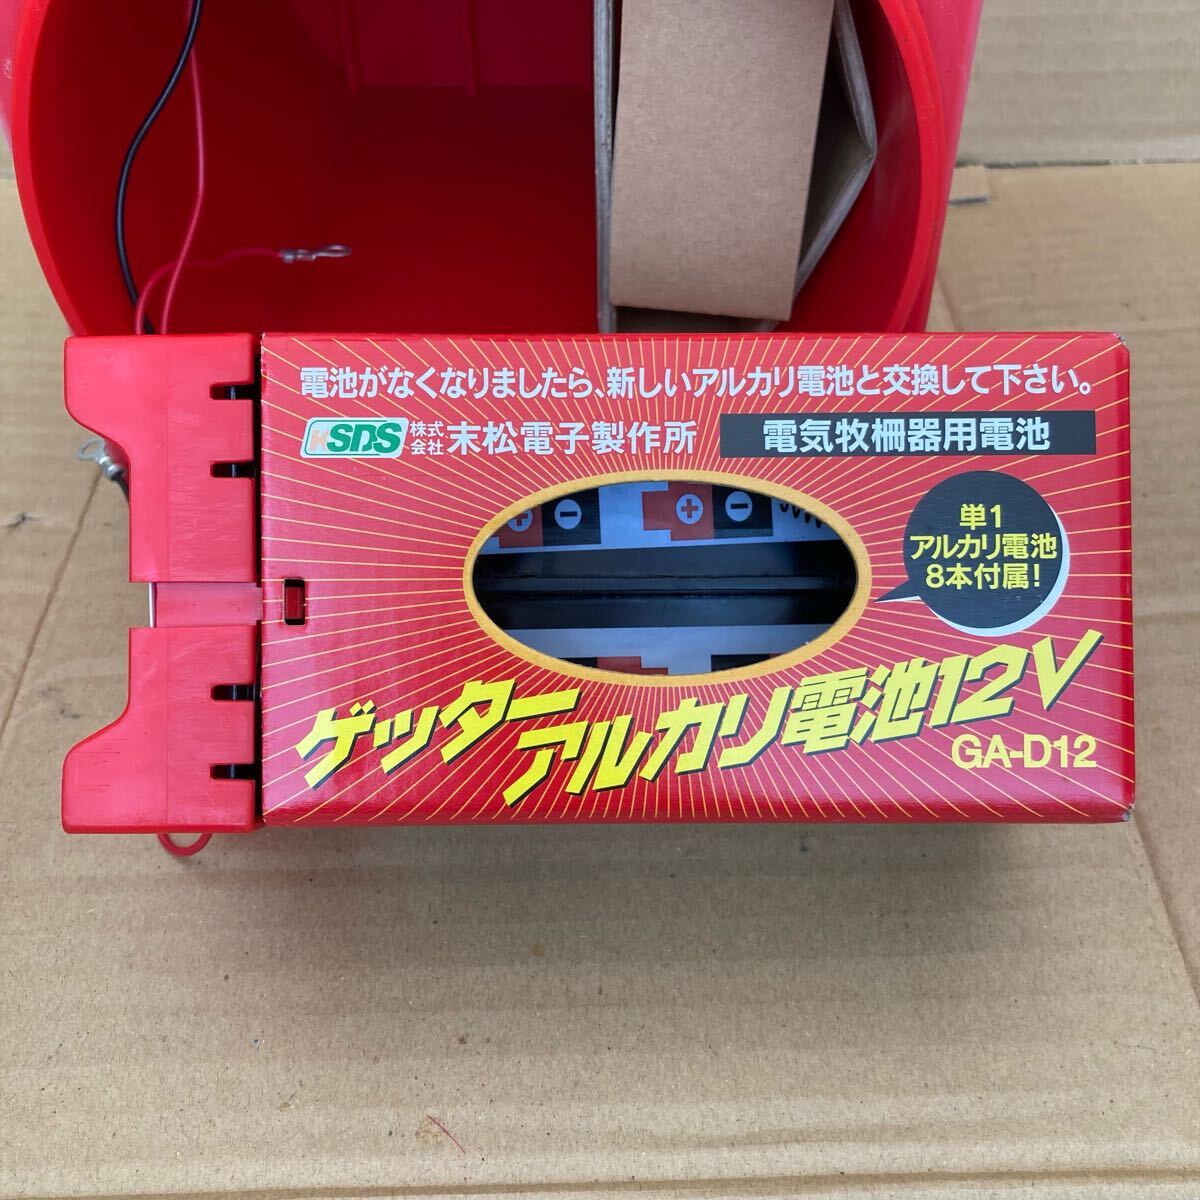 電池がなくなりましたら、新しいアルカリ電池と交換して下さい。
KSDS 株式会社 末松電子製作所
電気牧柵器用電池
単1
アルカリ電池
8本付属!
ゲッター
アルカリ電池12V
GA-D12